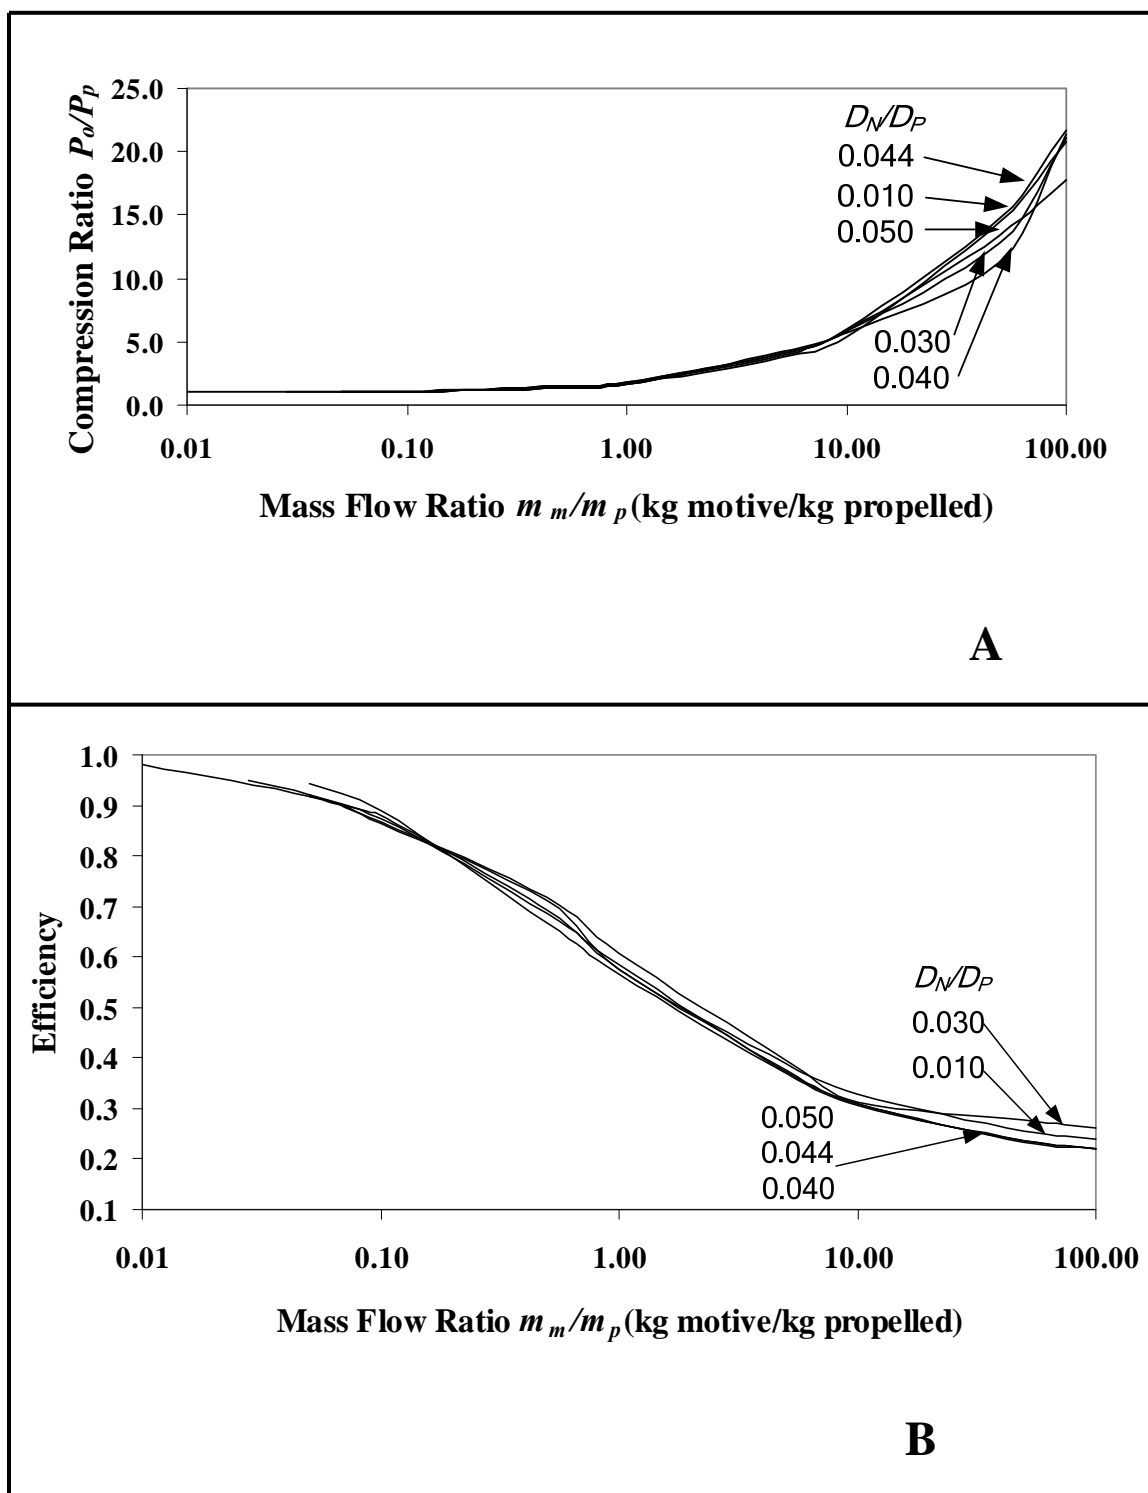 Compression Ratio Po/Pp
25.0
20.0
15.0
10.0
5.0
0.0
DN/DP
0.044
0.010
0.050
0.030
0.040
0.01 0.10 1.00 10.00 100.00
Mass Flow Ratio m m/m p (kg motive/kg propelled)
A
Efficiency
1.0
0.9
0.8
0.7
0.6
0.5
0.4
0.3
0.2
0.1
DN/DP
0.030
0.010
0.050
0.044
0.040
0.01 0.10 1.00 10.00 100.00
Mass Flow Ratio m m/m p (kg motive/kg propelled)
B